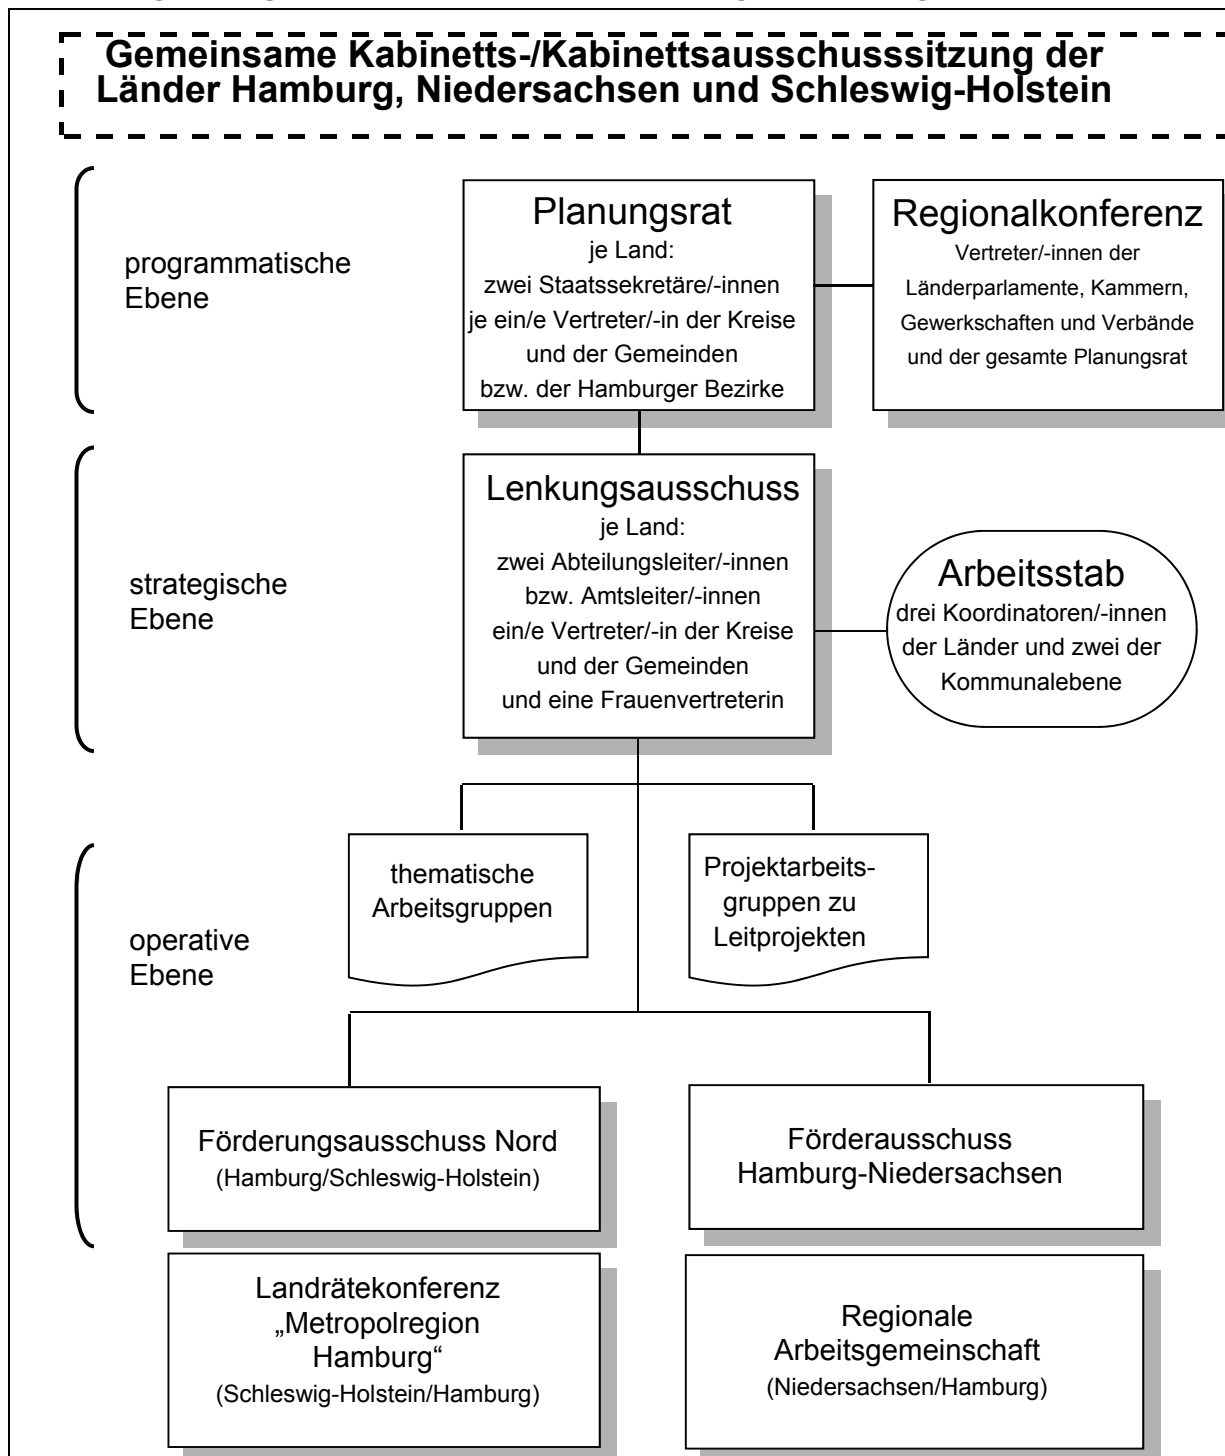 Gemeinsame Kabinetts-/Kabinettsausschusssitzung der
Länder Hamburg, Niedersachsen und Schleswig-Holstein
programmatische
Ebene
Planungsrat
je Land:
zwei Staatssekretäre/-innen
je ein/e Vertreter/-in der Kreise
und der Gemeinden
bzw. der Hamburger Bezirke
Regionalkonferenz
Vertreter/-innen der
Länderparlamente, Kammern,
Gewerkschaften und Verbände
und der gesamte Planungsrat
strategische
Ebene
Lenkungsausschuss
je Land:
zwei Abteilungsleiter/-innen
bzw. Amtsleiter/-innen
ein/e Vertreter/-in der Kreise
und der Gemeinden
und eine Frauenvertreterin
Arbeitsstab
drei Koordinatoren/-innen
der Länder und zwei der
Kommunalebene
operative
Ebene
thematische
Arbeitsgruppen
Projektarbeits-
gruppen zu
Leitprojekten
Förderungsausschuss Nord
(Hamburg/Schleswig-Holstein)
Förderausschuss
Hamburg-Niedersachsen
Landrätekonferenz
„Metropolregion
Hamburg“
(Schleswig-Holstein/Hamburg)
Regionale
Arbeitsgemeinschaft
(Niedersachsen/Hamburg)